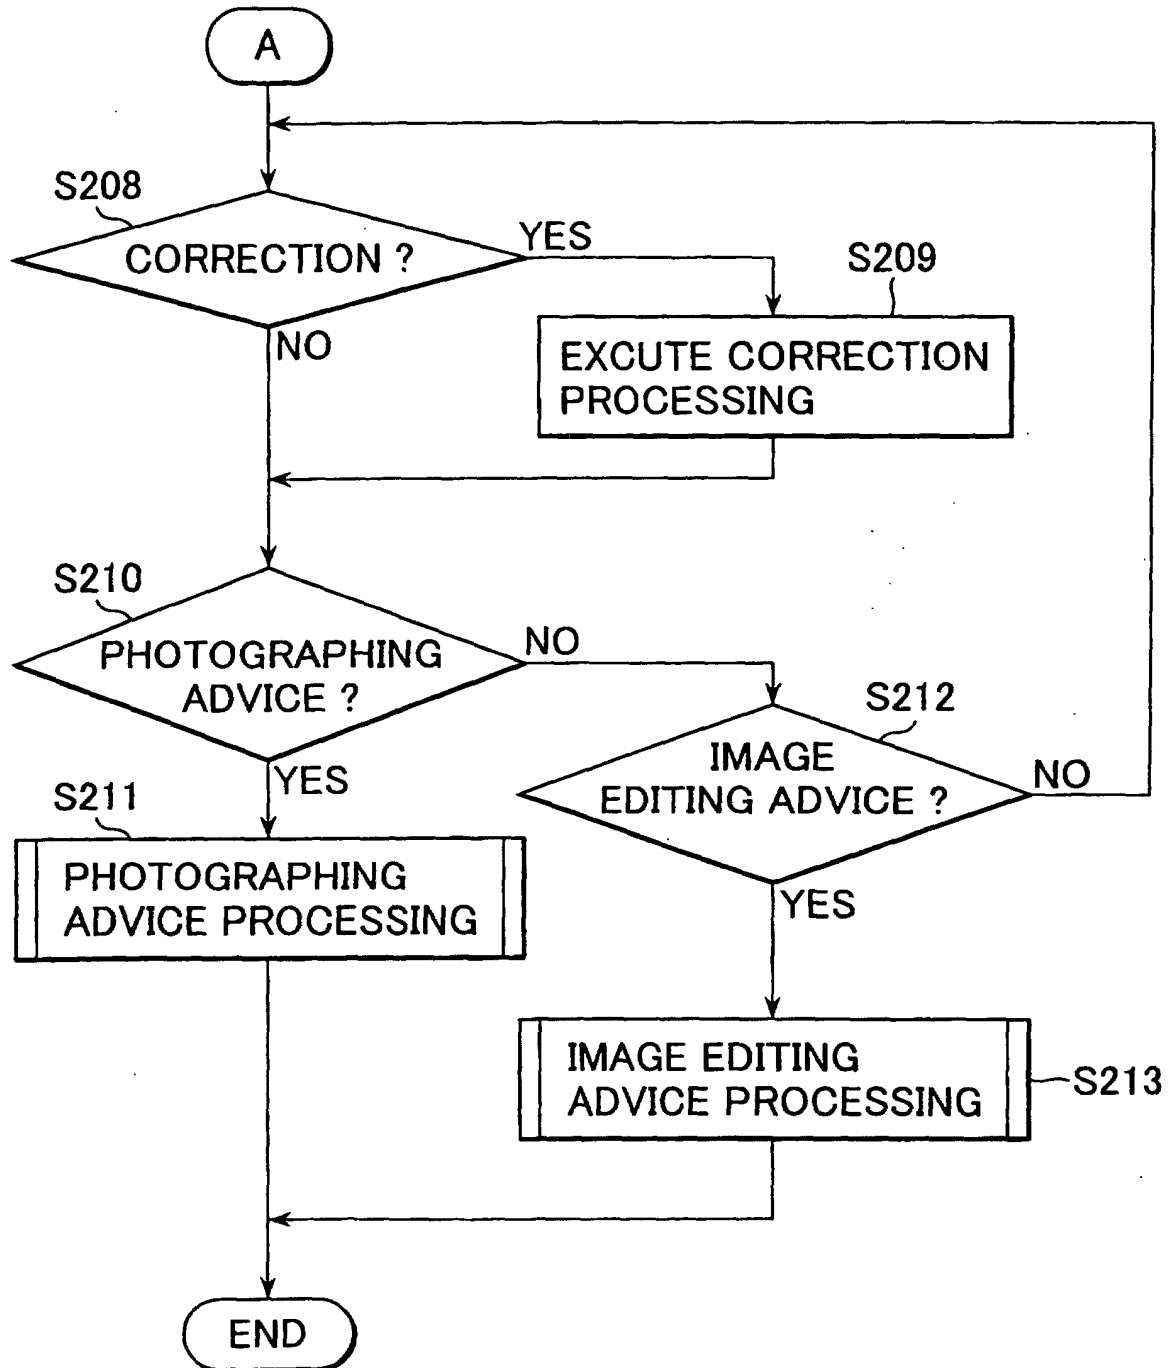 A
S208
CORRECTION ?
YES
S209
NO
EXCUTE CORRECTION
PROCESSING
S210
PHOTOGRAPHING
ADVICE ?
NO
S212
IMAGE
EDITING ADVICE ?
NO
YES
S211
PHOTOGRAPHING
ADVICE PROCESSING
YES
IMAGE EDITING
ADVICE PROCESSING
S213
END